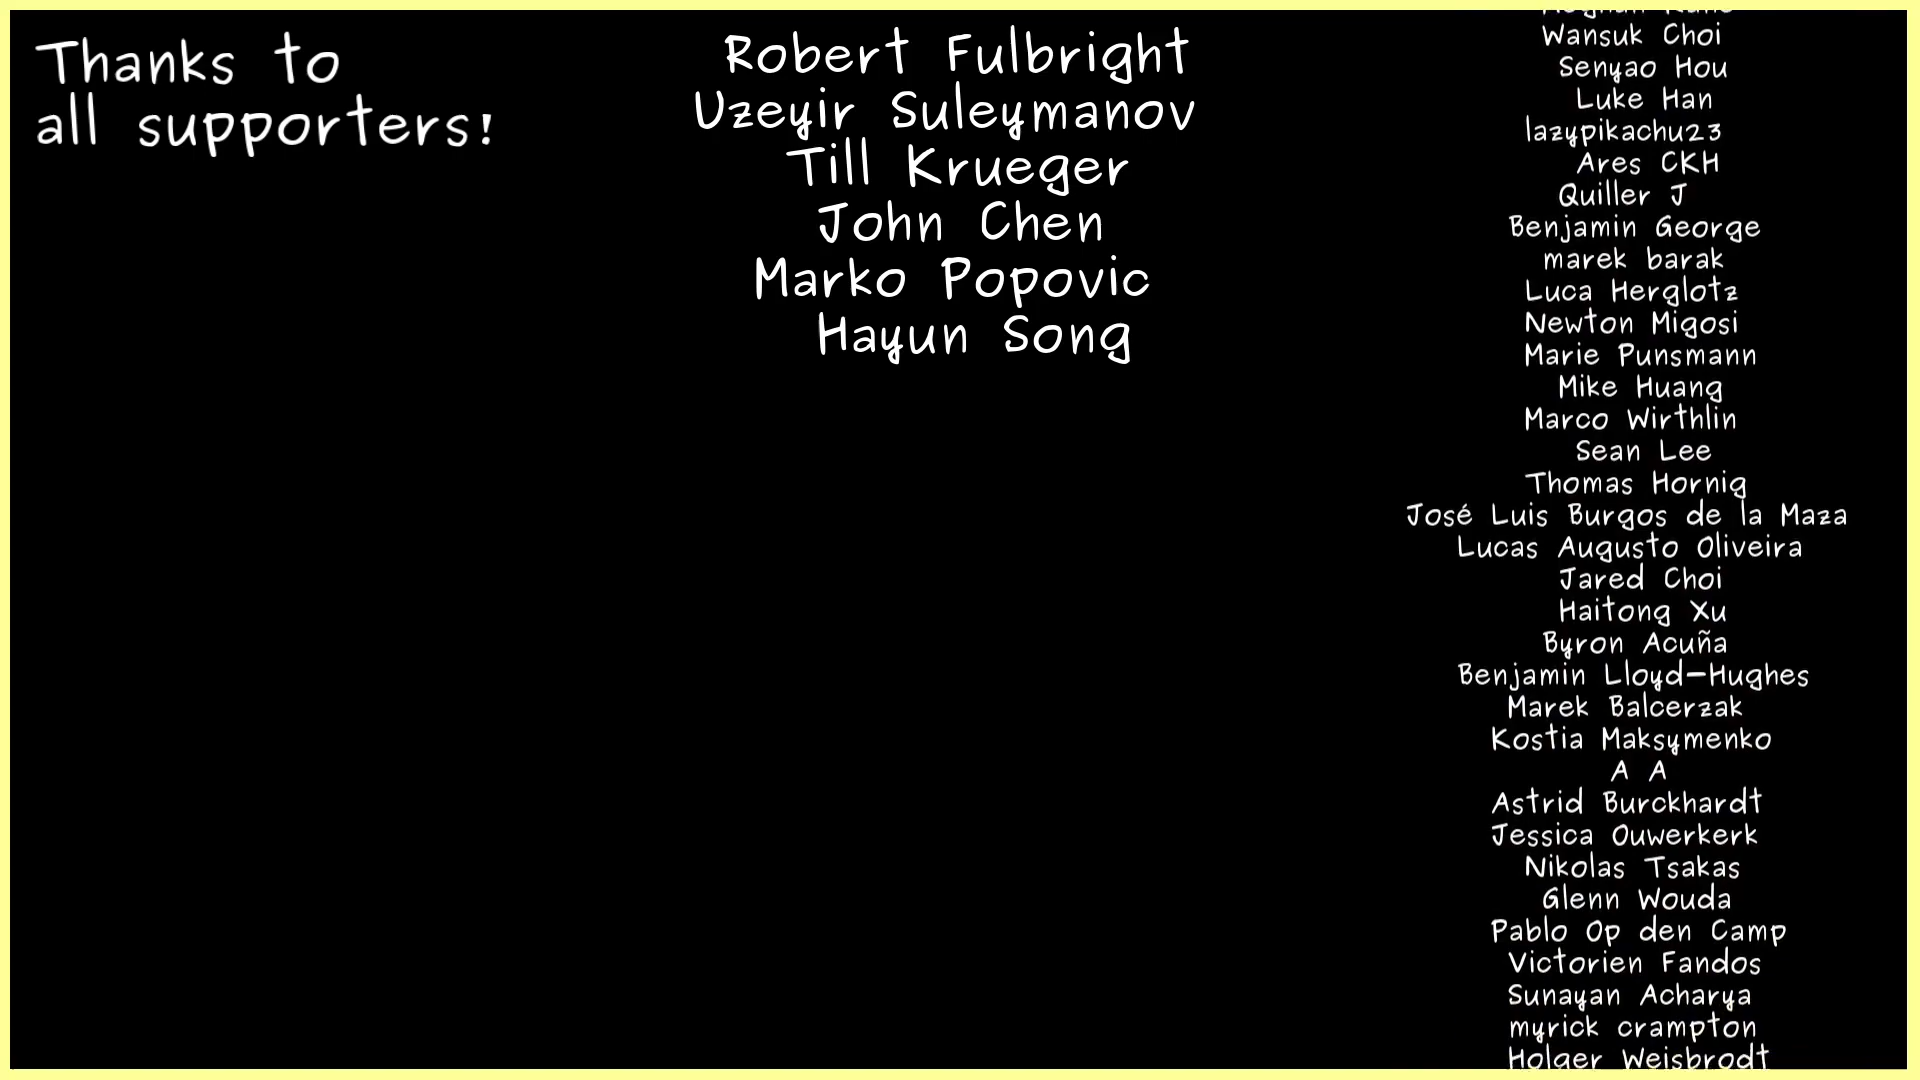 Thanks to
all supporters!
Robert Fulbright
Uzeyir Suleymanov
Till Krueger
John Chen
Marko Popovic
Hayun Song
Wansuk Choi
Senyao Hou
Luke Han
lazypikachu23
Ares CKH
Quiller J
Benjamin George
marek barak
Luca Herglotz
Newton Migosi
Marie Punsmann
Mike Huang
Marco Wirthlin
Sean Lee
Thomas Hornig
José Luis Burgos de la Maza
Lucas Augusto Oliveira
Jared Choi
Haitong Xu
Byron Acuña
Benjamin Lloyd-Hughes
Marek Balcerzak
Kostia Maksymenko
A A
Astrid Burckhardt
Jessica Ouwerkerk
Nikolas Tsakas
Glenn Wouda
Pablo Op den Camp
Victorien Fandos
Sunayan Acharya
myrick crampton
Holger Weisbrodt